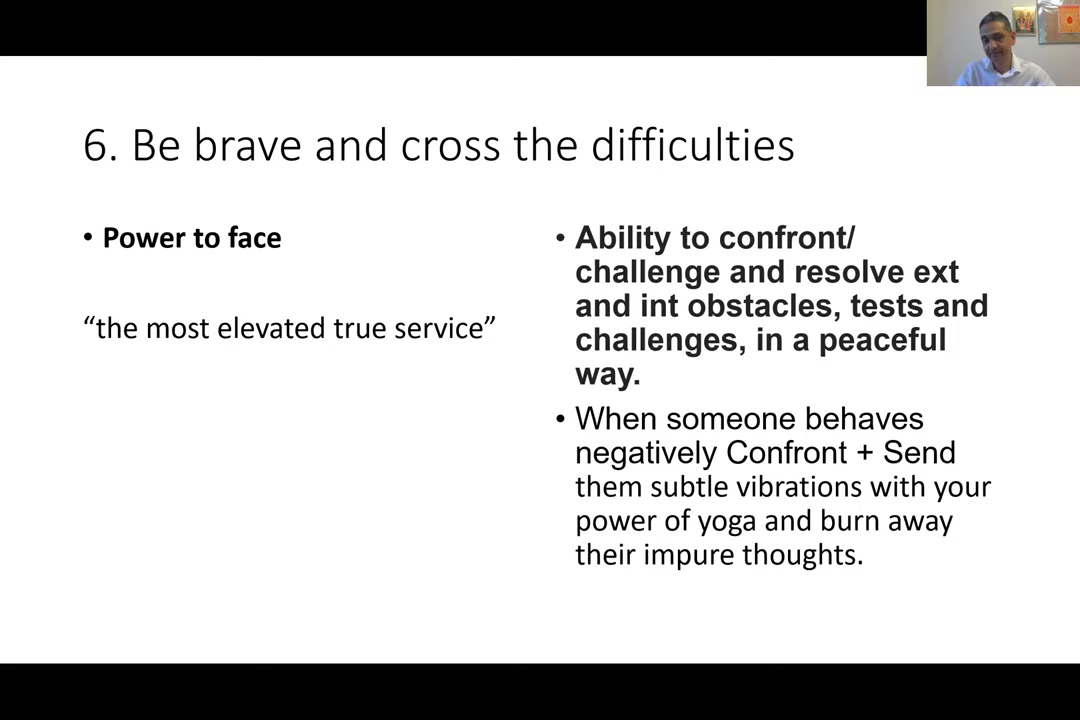 6. Be brave and cross the difficulties
• Power to face
“the most elevated true service”
• Ability to confront/
challenge and resolve ext
and int obstacles, tests and
challenges, in a peaceful
way.
• When someone behaves
negatively Confront + Send
them subtle vibrations with your
power of yoga and burn away
their impure thoughts.